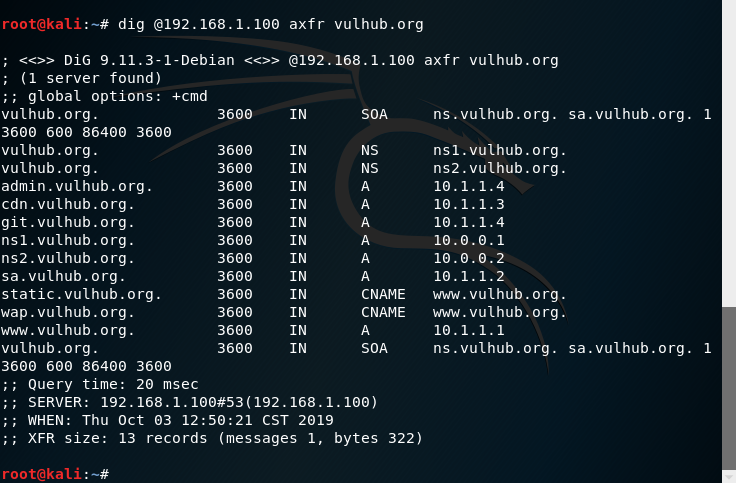 root@kali:~# dig @192.168.1.100 axfr vulhub.org
; <<>> DiG 9.11.3-1-Debian <<>> @192.168.1.100 axfr vulhub.org
; (1 server found)
;; global options: +cmd
vulhub.org. 3600 IN SOA ns.vulhub.org. sa.vulhub.org. 1
3600 600 86400 3600
vulhub.org. 3600 IN NS ns1.vulhub.org.
vulhub.org. 3600 IN NS ns2.vulhub.org.
admin.vulhub.org. 3600 IN A 10.1.1.4
cdn.vulhub.org. 3600 IN A 10.1.1.3
git.vulhub.org. 3600 IN A 10.1.1.4
ns1.vulhub.org. 3600 IN A 10.0.0.1
ns2.vulhub.org. 3600 IN A 10.0.0.2
sa.vulhub.org. 3600 IN A 10.1.1.2
static.vulhub.org. 3600 IN CNAME www.vulhub.org.
wap.vulhub.org. 3600 IN CNAME www.vulhub.org.
www.vulhub.org. 3600 IN A 10.1.1.1
vulhub.org. 3600 IN SOA ns.vulhub.org. sa.vulhub.org. 1
3600 600 86400 3600
;; Query time: 20 msec
;; SERVER: 192.168.1.100#53(192.168.1.100)
;; WHEN: Thu Oct 03 12:50:21 CST 2019
;; XFR size: 13 records (messages 1, bytes 322)
root@kali:~#